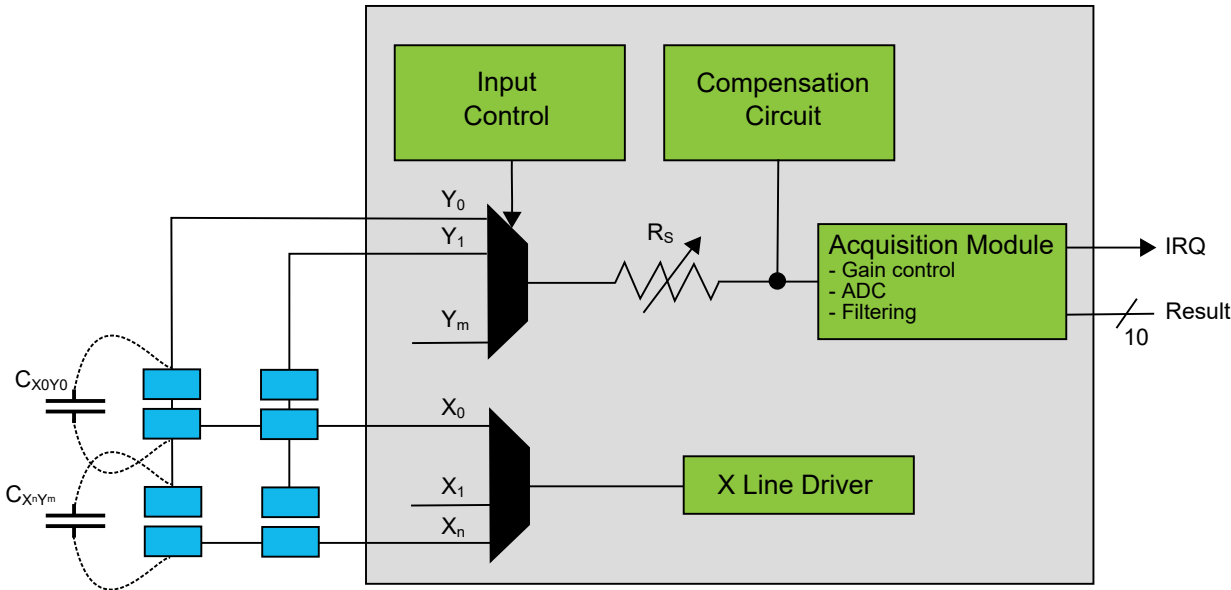 Input
Control
Compensation
Circuit
Y0
Y1
RS
Acquisition Module
- Gain control
- ADC
- Filtering
IRQ
Result
10
Ym
CX0Y0
X0
X Line Driver
X1
CXnYm
Xn